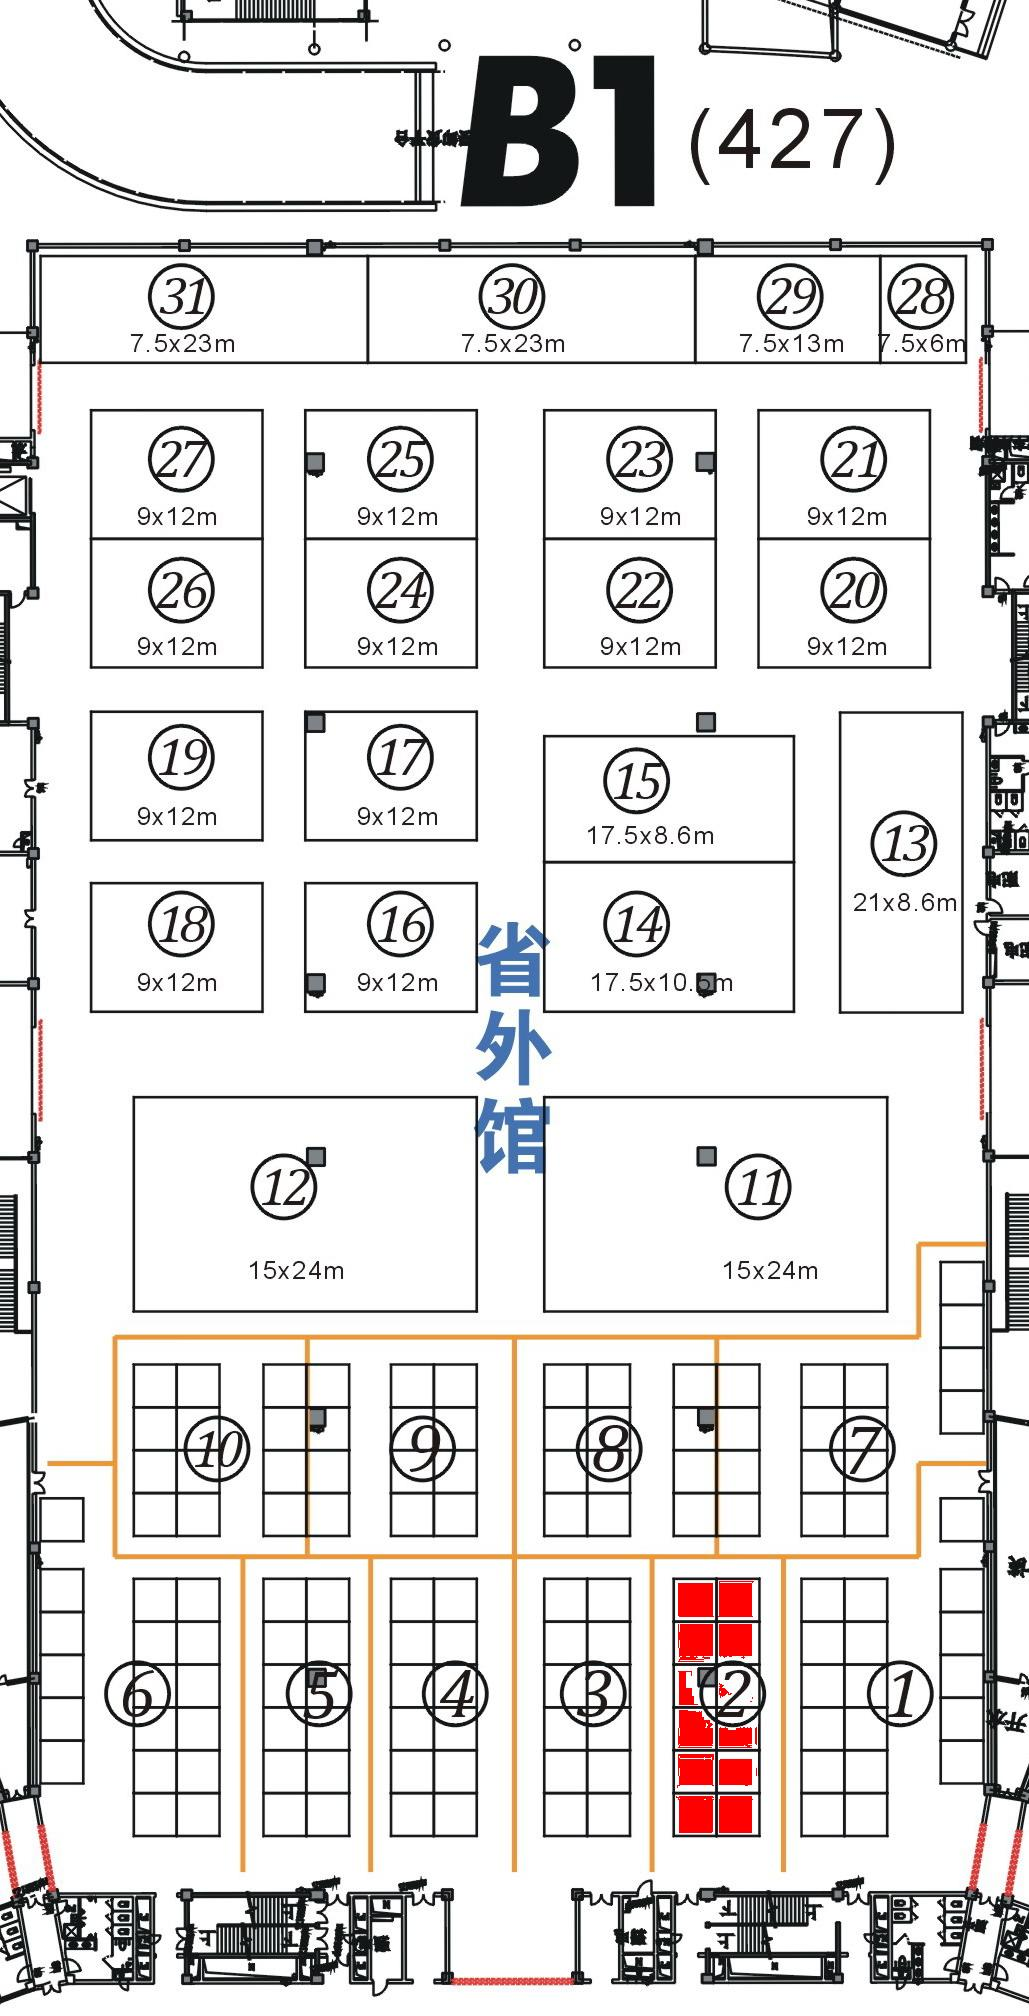 B1 (427)
31 30 29 28
7.5x23m 7.5x23m 7.5x13m 7.5x6m
27 25 23 21
9x12m 9x12m 9x12m 9x12m
26 24 22 20
9x12m 9x12m 9x12m 9x12m
19 17 15
9x12m 9x12m 17.5x8.6m
13
21x8.6m
18 16 14
9x12m 9x12m 17.5x10.5m
省
外
馆
12 11
15x24m 15x24m
10 9 8 7
6 5 4 3 2 1